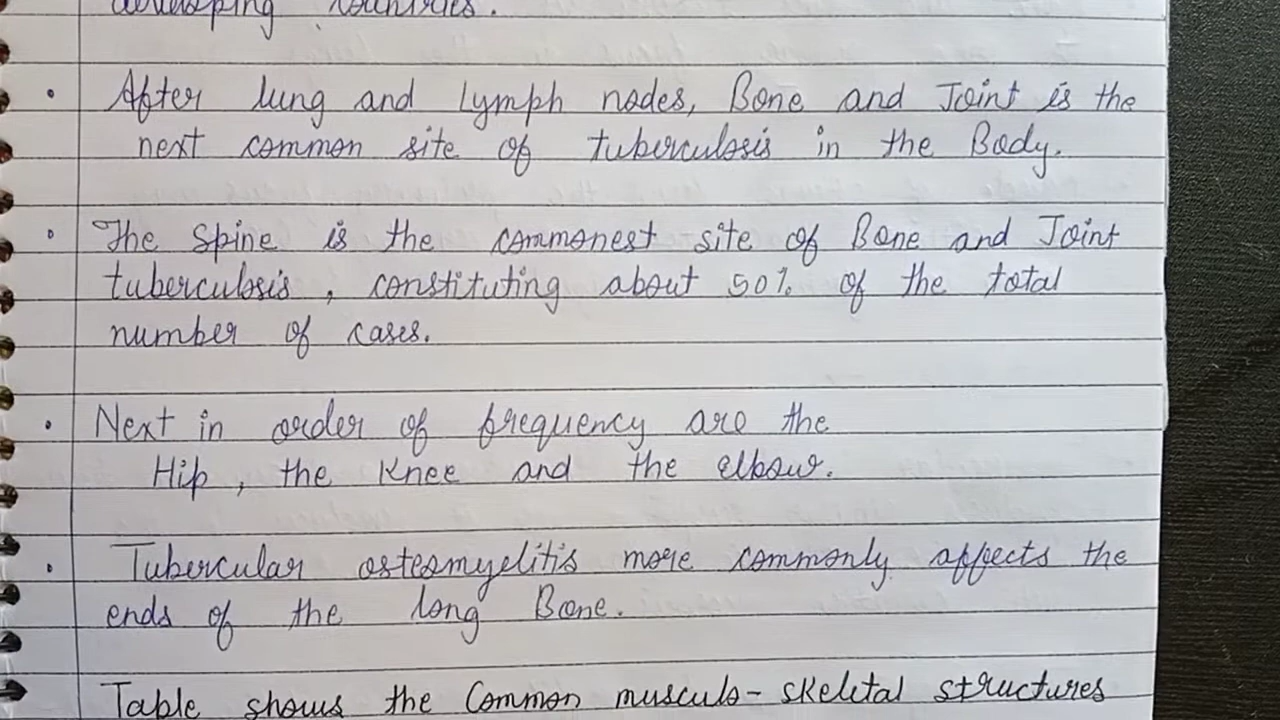 developing countries.
After lung and lymph nodes, Bone and Joint is the
next common site of tuberculosis in the Body.
The Spine is the commonest site of Bone and Joint
tuberculosis, constituting about 50% of the total
number of cases.
Next in order of frequency are the
Hip, the Knee and the elbow.
Tubercular osteomyelitis more commonly affects the
ends of the long Bone.
Table shows the Common musculo-skeletal structures